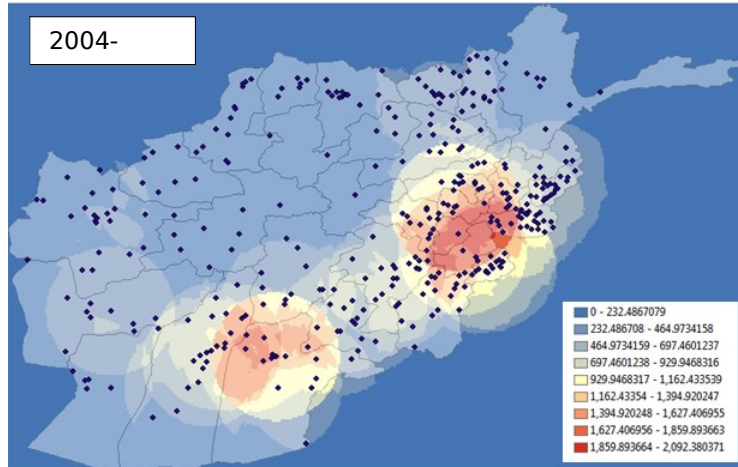 2004-
0 - 232.4867079
232.486708 - 464.9734158
464.9734159 - 697.4601237
697.4601238 - 929.9468316
929.9468317 - 1,162.433539
1,162.43354 - 1,394.920247
1,394.920248 - 1,627.406955
1,627.406956 - 1,859.893663
1,859.893664 - 2,092.380371